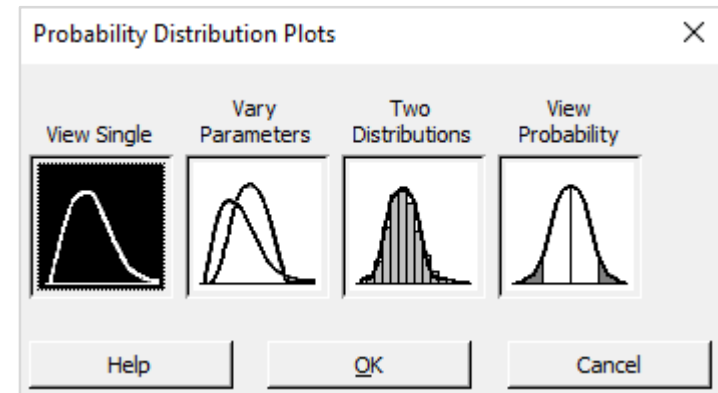 Probability Distribution Plots
View Single
Vary
Parameters
Two
Distributions
View
Probability
Help
OK
Cancel